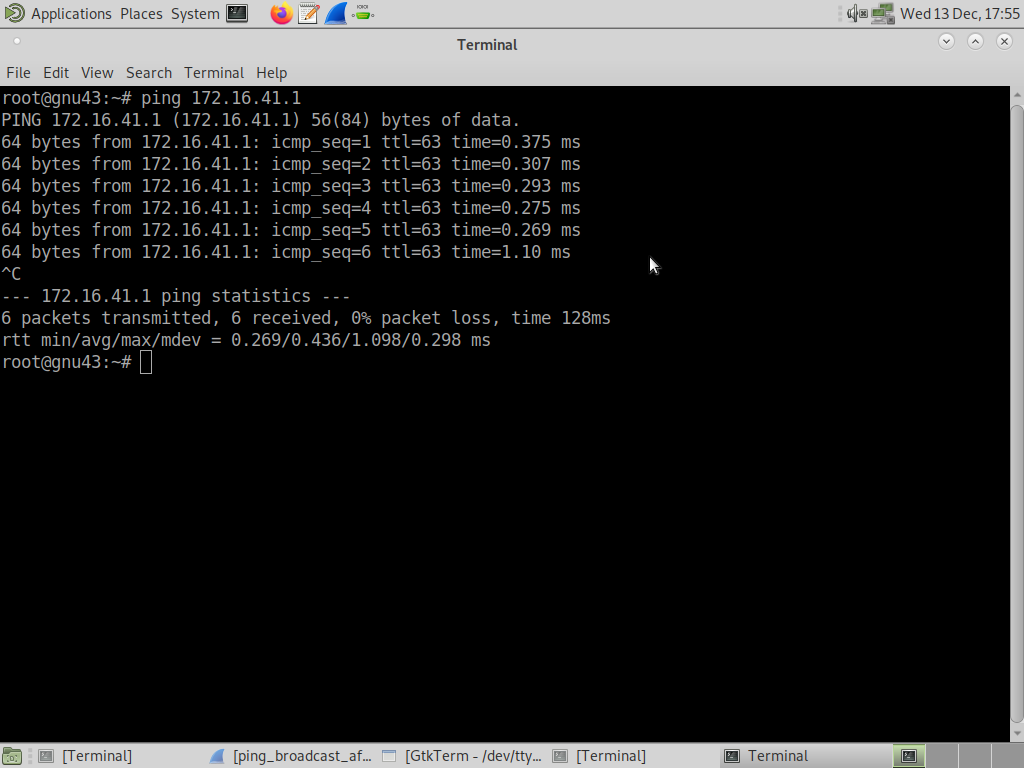 Applications Places System Wed 13 Dec, 17:55
Terminal
File Edit View Search Terminal Help
root@gnu43:~# ping 172.16.41.1
PING 172.16.41.1 (172.16.41.1) 56(84) bytes of data.
64 bytes from 172.16.41.1: icmp_seq=1 ttl=63 time=0.375 ms
64 bytes from 172.16.41.1: icmp_seq=2 ttl=63 time=0.307 ms
64 bytes from 172.16.41.1: icmp_seq=3 ttl=63 time=0.293 ms
64 bytes from 172.16.41.1: icmp_seq=4 ttl=63 time=0.275 ms
64 bytes from 172.16.41.1: icmp_seq=5 ttl=63 time=0.269 ms
64 bytes from 172.16.41.1: icmp_seq=6 ttl=63 time=1.10 ms
^C
--- 172.16.41.1 ping statistics ---
6 packets transmitted, 6 received, 0% packet loss, time 128ms
rtt min/avg/max/mdev = 0.269/0.436/1.098/0.298 ms
root@gnu43:~#
[Terminal] [ping_broadcast_af... [GtkTerm - /dev/tty... [Terminal] Terminal